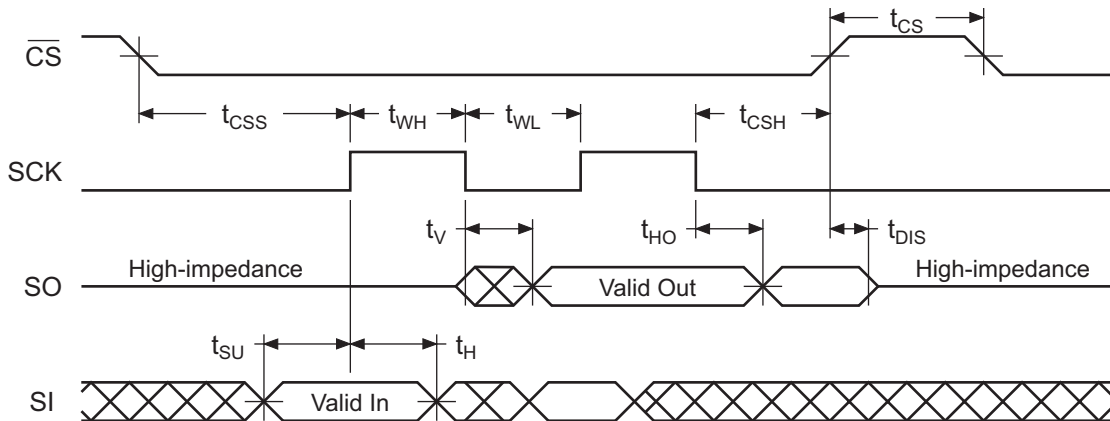 t_CS
CS
t_CSS t_WH t_WL t_CSH
SCK
t_V t_HO t_DIS
High-impedance High-impedance
SO Valid Out
t_SU t_H
SI Valid In